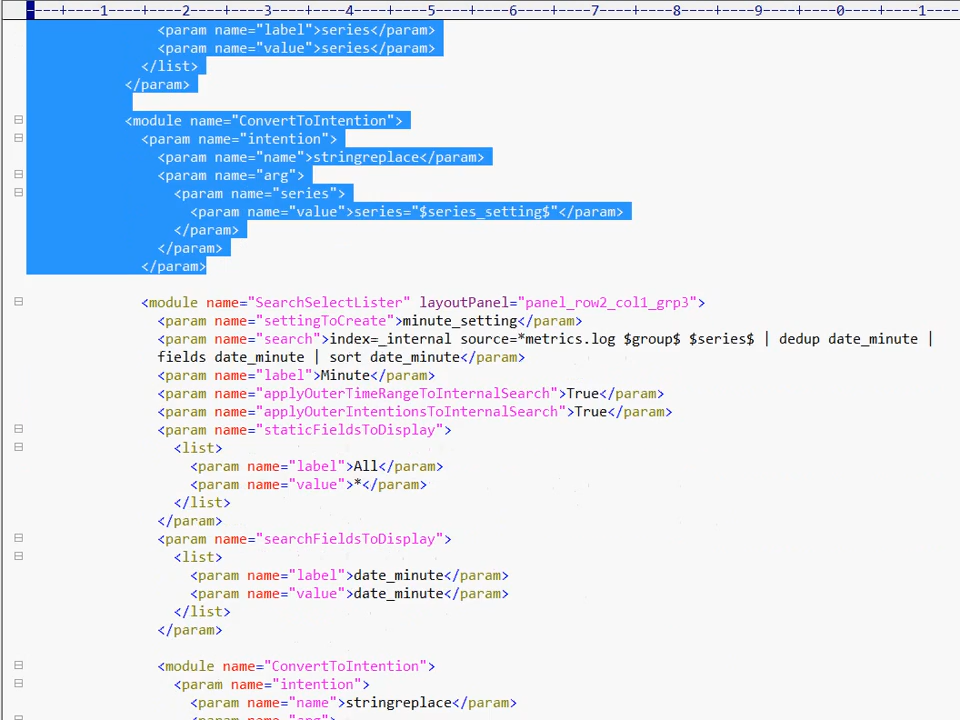 ----+----1----+----2----+----3----+----4----+----5----+----6----+----7----+----8----+----9----+----0----+----1--
<param name="label">series</param>
<param name="value">series</param>
</list>
</param>
<module name="ConvertToIntention">
<param name="intention">
<param name="name">stringreplace</param>
<param name="arg">
<param name="series">
<param name="value">series="$series_setting$"</param>
</param>
</param>
</param>
<module name="SearchSelectLister" layoutPanel="panel_row2_col1_grp3">
<param name="settingToCreate">minute_setting</param>
<param name="search">index=_internal source=*metrics.log $group$ $series$ | dedup date_minute |
fields date_minute | sort date_minute</param>
<param name="label">Minute</param>
<param name="applyOuterTimeRangeToInternalSearch">True</param>
<param name="applyOuterIntentionsToInternalSearch">True</param>
<param name="staticFieldsToDisplay">
<list>
<param name="label">All</param>
<param name="value">*</param>
</list>
</param>
<param name="searchFieldsToDisplay">
<list>
<param name="label">date_minute</param>
<param name="value">date_minute</param>
</list>
</param>
<module name="ConvertToIntention">
<param name="intention">
<param name="name">stringreplace</param>
<param name="arg">